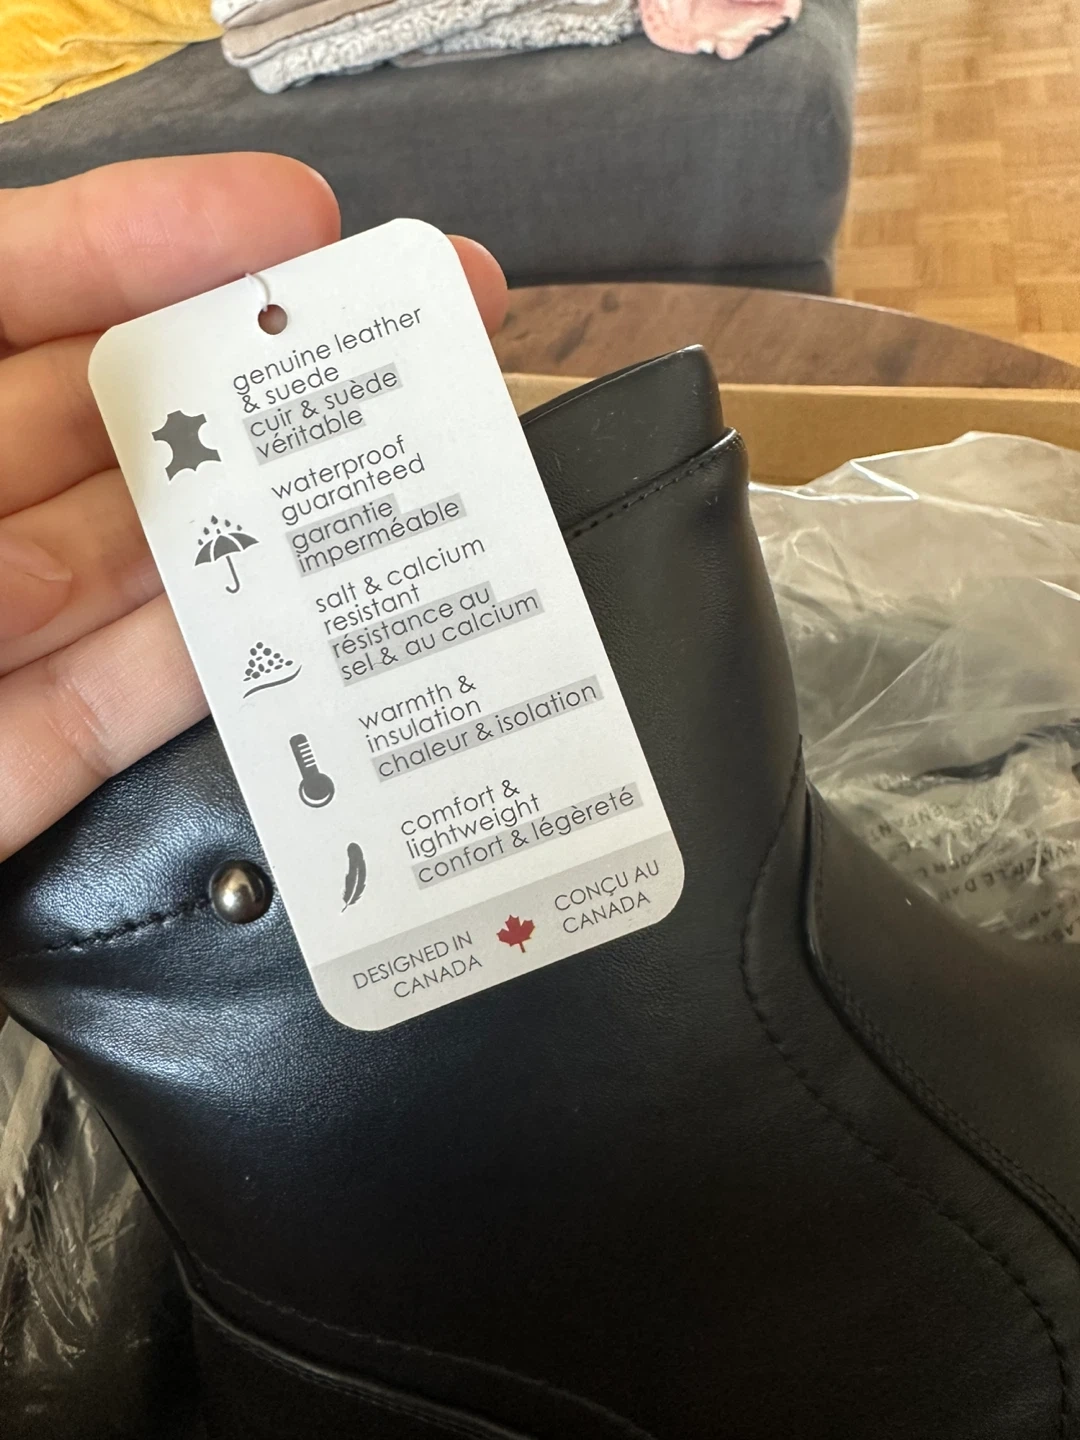 genuine leather
& suede
cuir & suède
véritable
waterproof
guaranteed
garantie
imperméable
salt & calcium
resistant
résistance au
sel & au calcium
warmth &
insulation
chaleur & isolation
comfort &
lightweight
confort & légèreté
DESIGNED IN
CANADA
CONÇU AU
CANADA